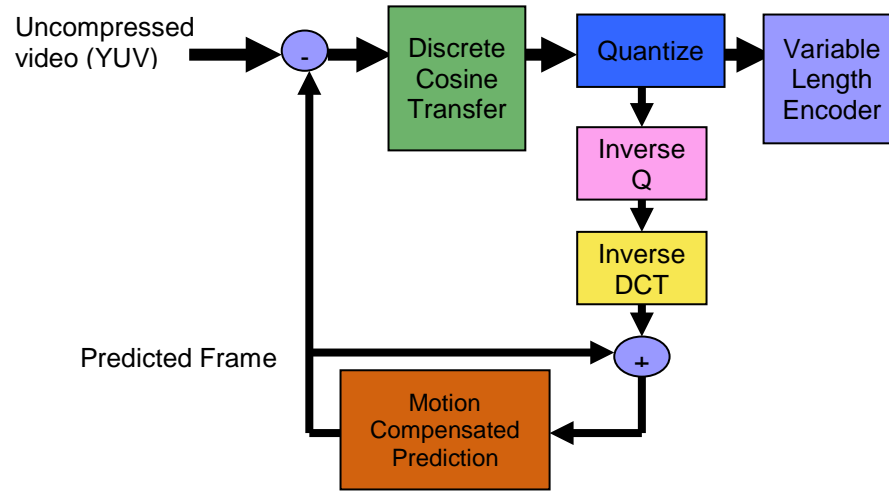 Uncompressed
video (YUV)
-
Discrete
Cosine
Transfer
Quantize
Variable
Length
Encoder
Inverse
Q
Inverse
DCT
+
Predicted Frame
Motion
Compensated
Prediction